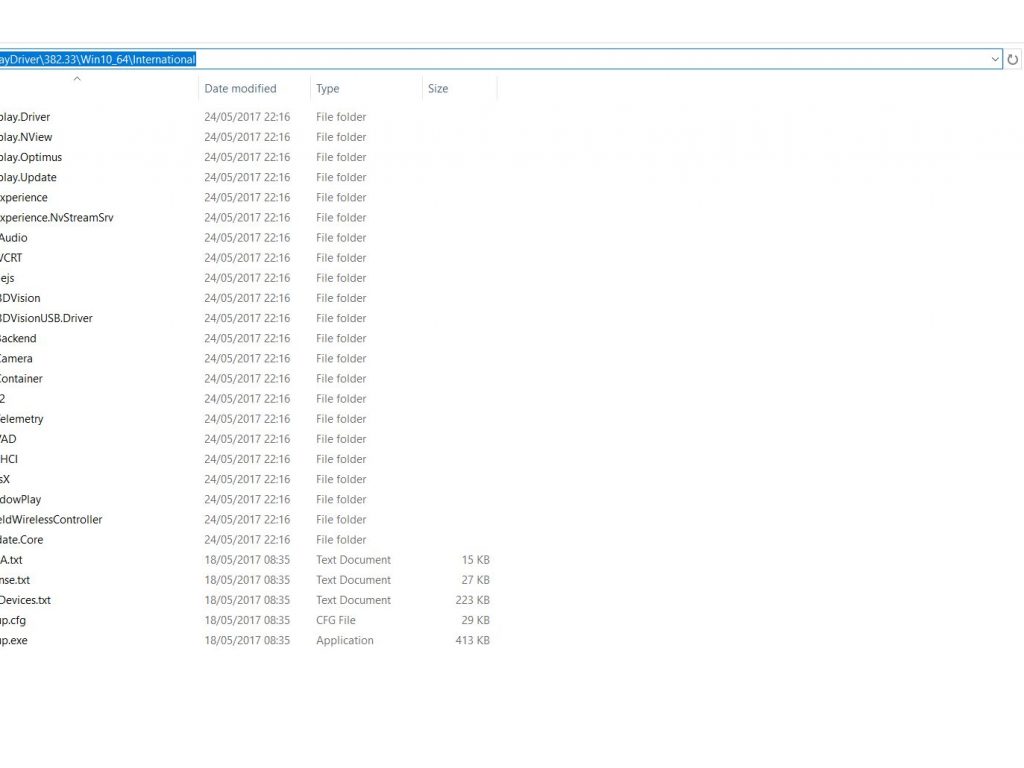 ayDriver\382.33\Win10_64\International
Date modified Type Size
play.Driver 24/05/2017 22:16 File folder
play.NView 24/05/2017 22:16 File folder
play.Optimus 24/05/2017 22:16 File folder
play.Update 24/05/2017 22:16 File folder
xperience 24/05/2017 22:16 File folder
xperience.NvStreamSrv 24/05/2017 22:16 File folder
Audio 24/05/2017 22:16 File folder
VCRT 24/05/2017 22:16 File folder
ejs 24/05/2017 22:16 File folder
3DVision 24/05/2017 22:16 File folder
3DVisionUSB.Driver 24/05/2017 22:16 File folder
Backend 24/05/2017 22:16 File folder
Camera 24/05/2017 22:16 File folder
Container 24/05/2017 22:16 File folder
2 24/05/2017 22:16 File folder
Telemetry 24/05/2017 22:16 File folder
VAD 24/05/2017 22:16 File folder
HCI 24/05/2017 22:16 File folder
sX 24/05/2017 22:16 File folder
dowPlay 24/05/2017 22:16 File folder
eldWirelessController 24/05/2017 22:16 File folder
date.Core 24/05/2017 22:16 File folder
A.txt 18/05/2017 08:35 Text Document 15 KB
nse.txt 18/05/2017 08:35 Text Document 27 KB
Devices.txt 18/05/2017 08:35 Text Document 223 KB
up.cfg 18/05/2017 08:35 CFG File 29 KB
up.exe 18/05/2017 08:35 Application 413 KB